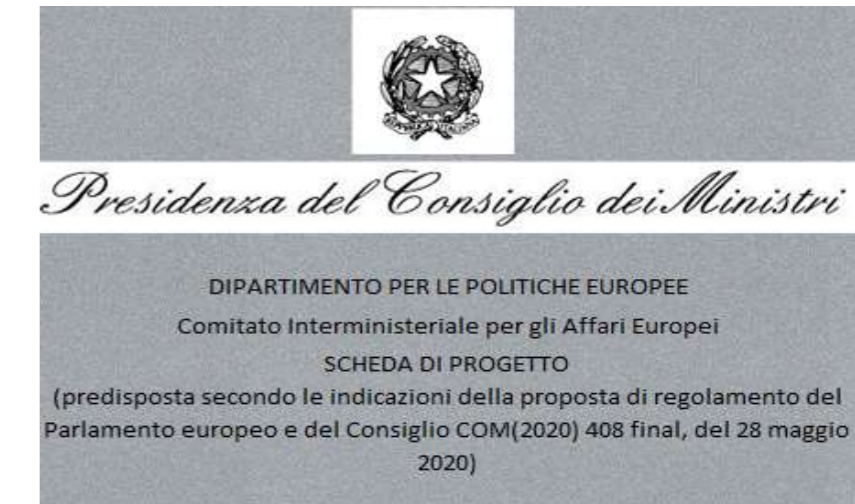 REPVBBLICA ITALIANA
Presidenza del Consiglio dei Ministri
DIPARTIMENTO PER LE POLITICHE EUROPEE
Comitato Interministeriale per gli Affari Europei
SCHEDA DI PROGETTO
(predisposta secondo le indicazioni della proposta di regolamento del
Parlamento europeo e del Consiglio COM(2020) 408 final, del 28 maggio
2020)